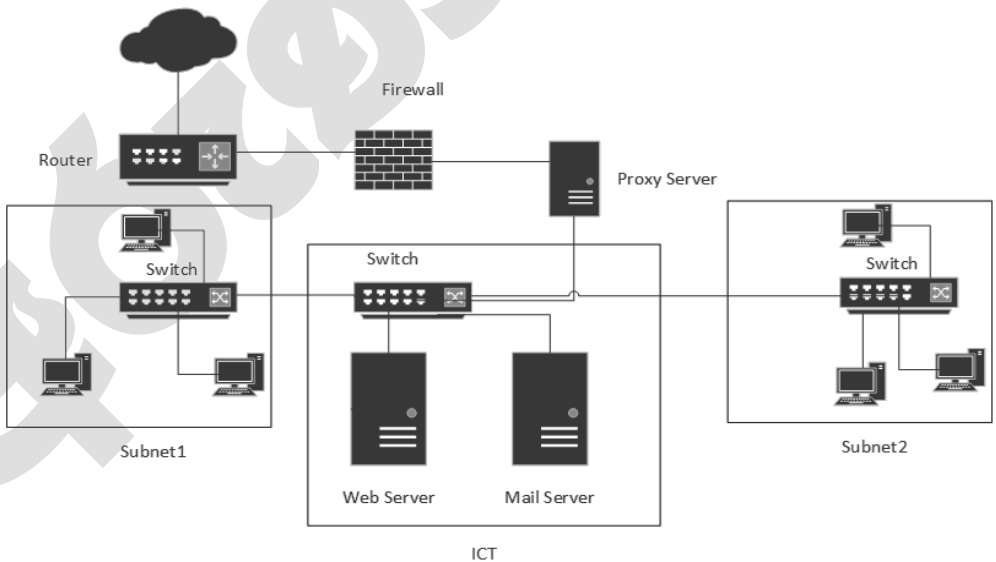 Firewall
Router
Proxy Server
Switch
Switch
Switch
Subnet1
Subnet2
Web Server
Mail Server
ICT